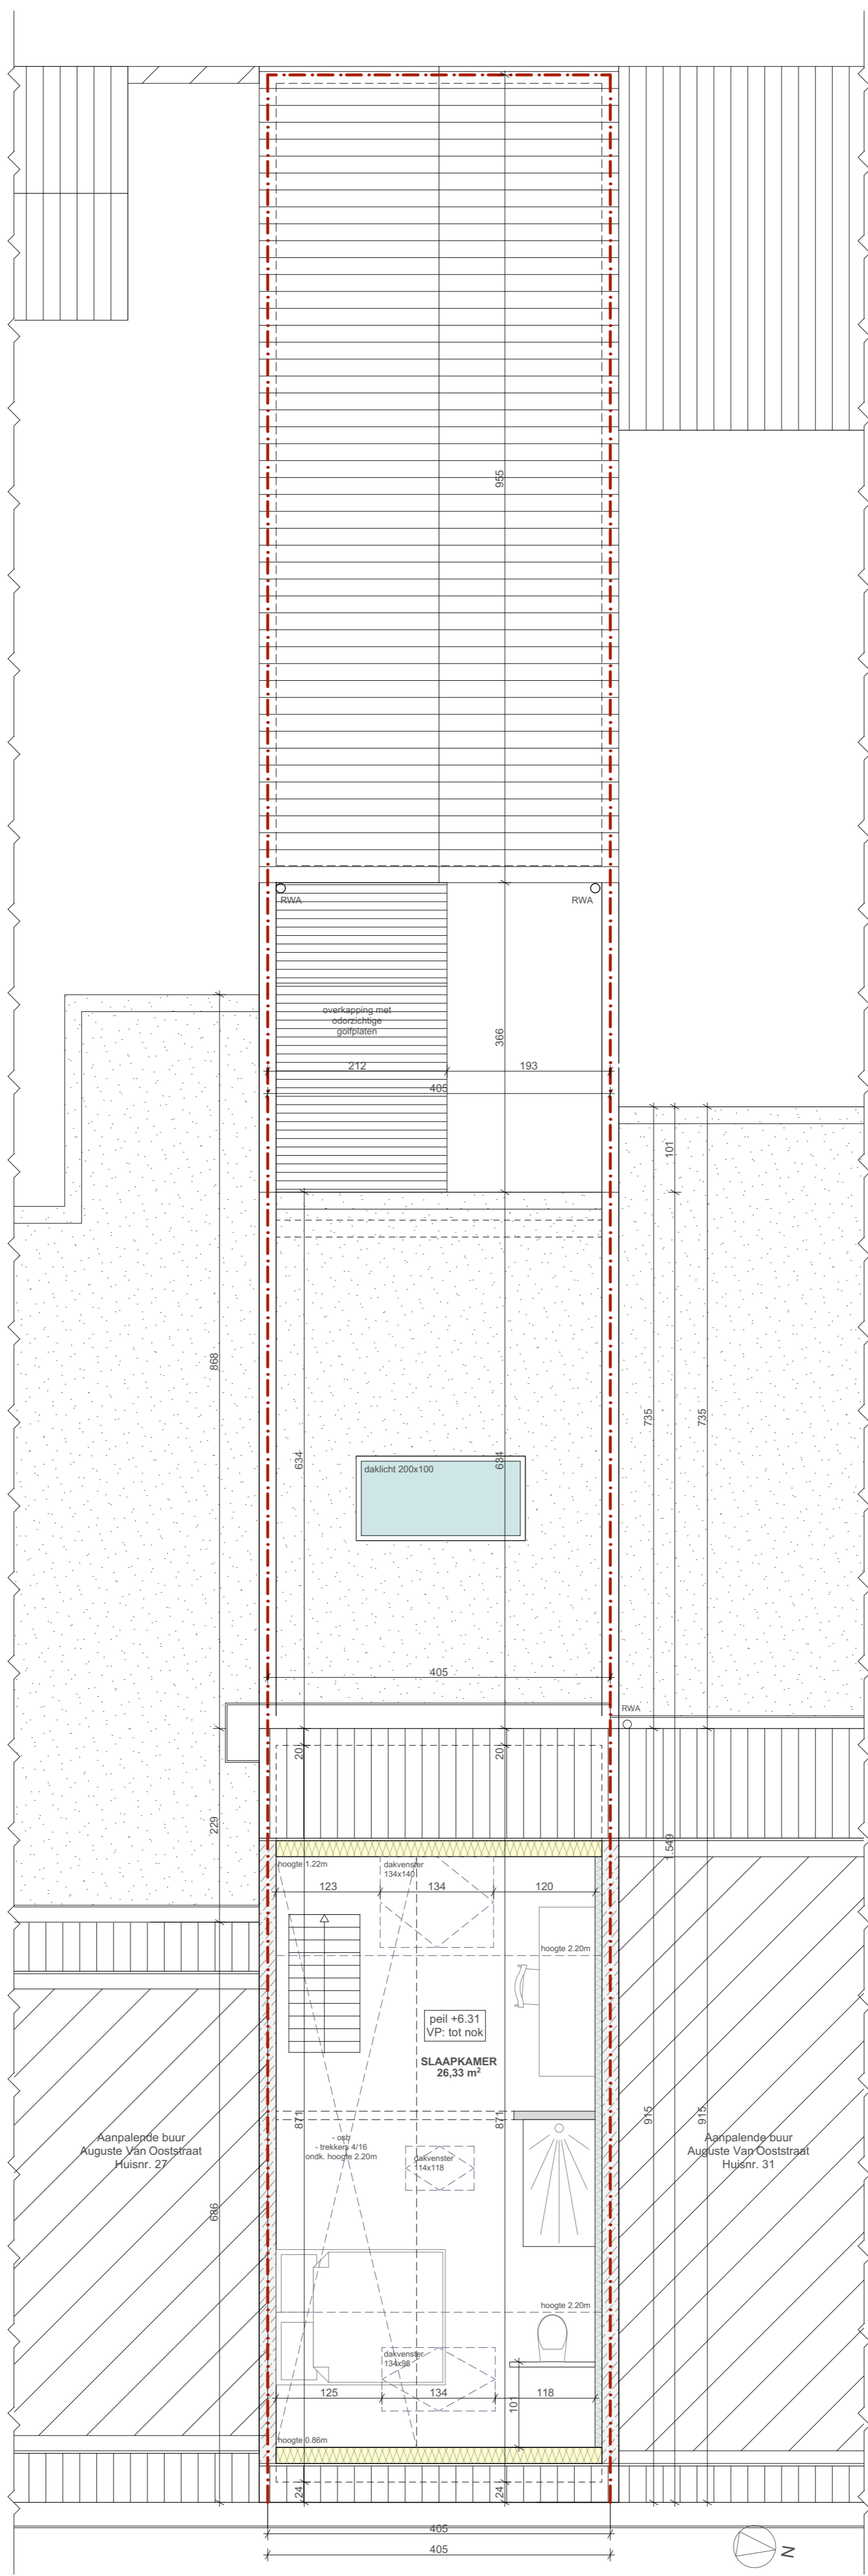 955
RWA
RWA
overkapping met
odorzichtige
golfplaten
366
212
193
405
101
868
735
735
634
634
daklicht 200x100
405
RWA
20
20
229
1.549
hoogte 1.22m
dakvenster
134x140
123
134
120
hoogte 2.20m
peil +6.31
VP: tot nok
SLAAPKAMER
26,33 m²
871
871
915
915
Aanpalende buur
Auguste Van Ooststraat
Huisnr. 27
- osb
- trekkers 4/16
ondk. hoogte 2.20m
dakvenster
114x118
Aanpalende buur
Auguste Van Ooststraat
Huisnr. 31
686
hoogte 2.20m
dakvenster
134x98
125
134
118
101
hoogte 0.86m
24
24
405
405
N